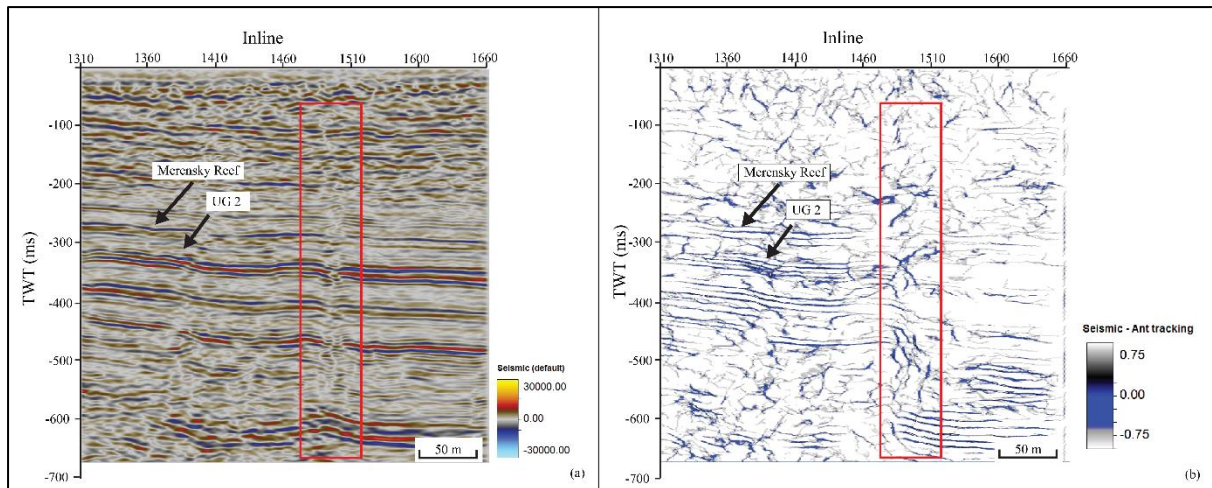 Inline
1310 1360 1410 1460 1510 1600 1660
-100
-200
-300
-400
-500
-600
-700
TWT (ms)
Merensky Reef
UG 2
Seismic (default)
30000.00
0.00
-30000.00
50 m
(a)
Inline
1310 1360 1410 1460 1510 1600 1660
-100
-200
-300
-400
-500
-600
-700
TWT (ms)
Merensky Reef
UG 2
Seismic - Ant tracking
0.75
0.00
-0.75
50 m
(b)